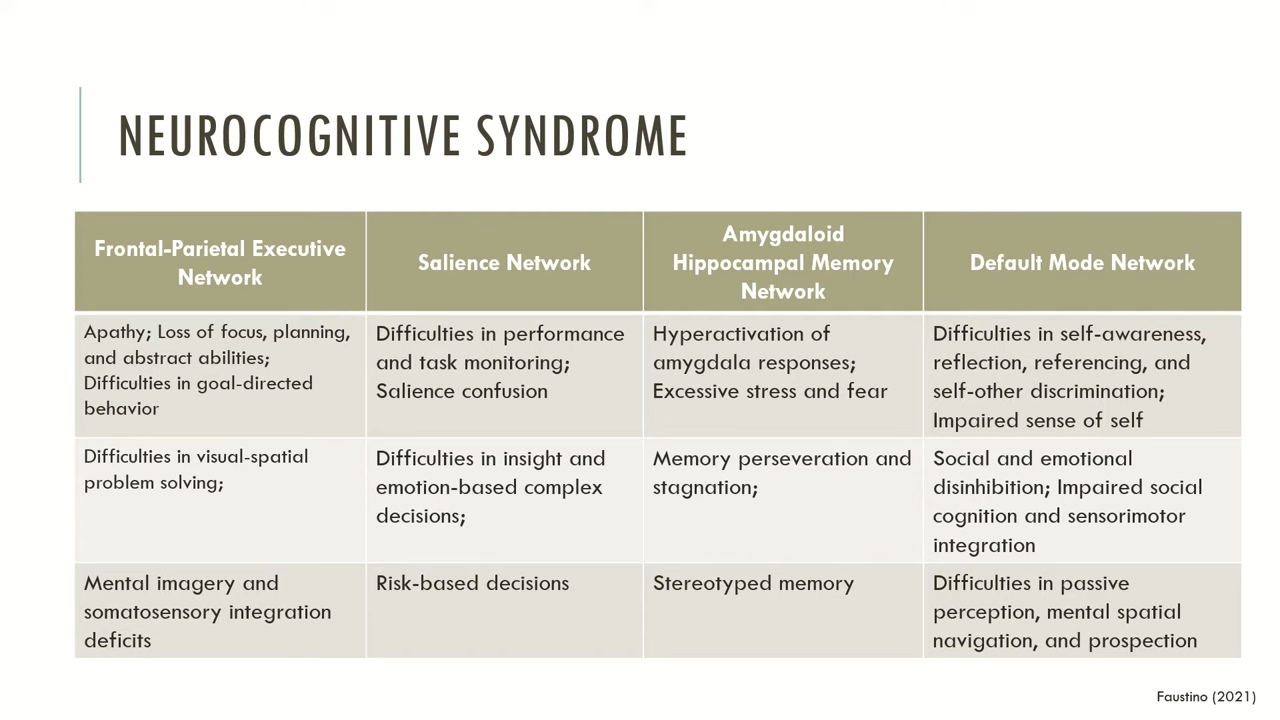 NEUROCOGNITIVE SYNDROME
Frontal-Parietal Executive
Network
Salience Network
Amygdaloid
Hippocampal Memory
Network
Default Mode Network
Apathy; Loss of focus, planning,
and abstract abilities;
Difficulties in goal-directed
behavior
Difficulties in performance
and task monitoring;
Salience confusion
Hyperactivation of
amygdala responses;
Excessive stress and fear
Difficulties in self-awareness,
reflection, referencing, and
self-other discrimination;
Impaired sense of self
Difficulties in visual-spatial
problem solving;
Difficulties in insight and
emotion-based complex
decisions;
Memory perseveration and
stagnation;
Social and emotional
disinhibition; Impaired social
cognition and sensorimotor
integration
Mental imagery and
somatosensory integration
deficits
Risk-based decisions
Stereotyped memory
Difficulties in passive
perception, mental spatial
navigation, and prospection
Faustino (2021)